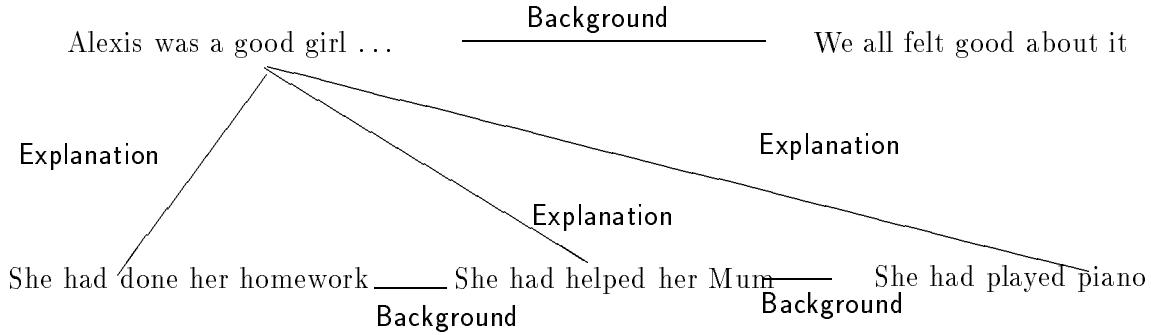 Background
Alexis was a good girl ...
We all felt good about it
Explanation
Explanation
Explanation
She had done her homework
She had helped her Mum
She had played piano
Background
Background